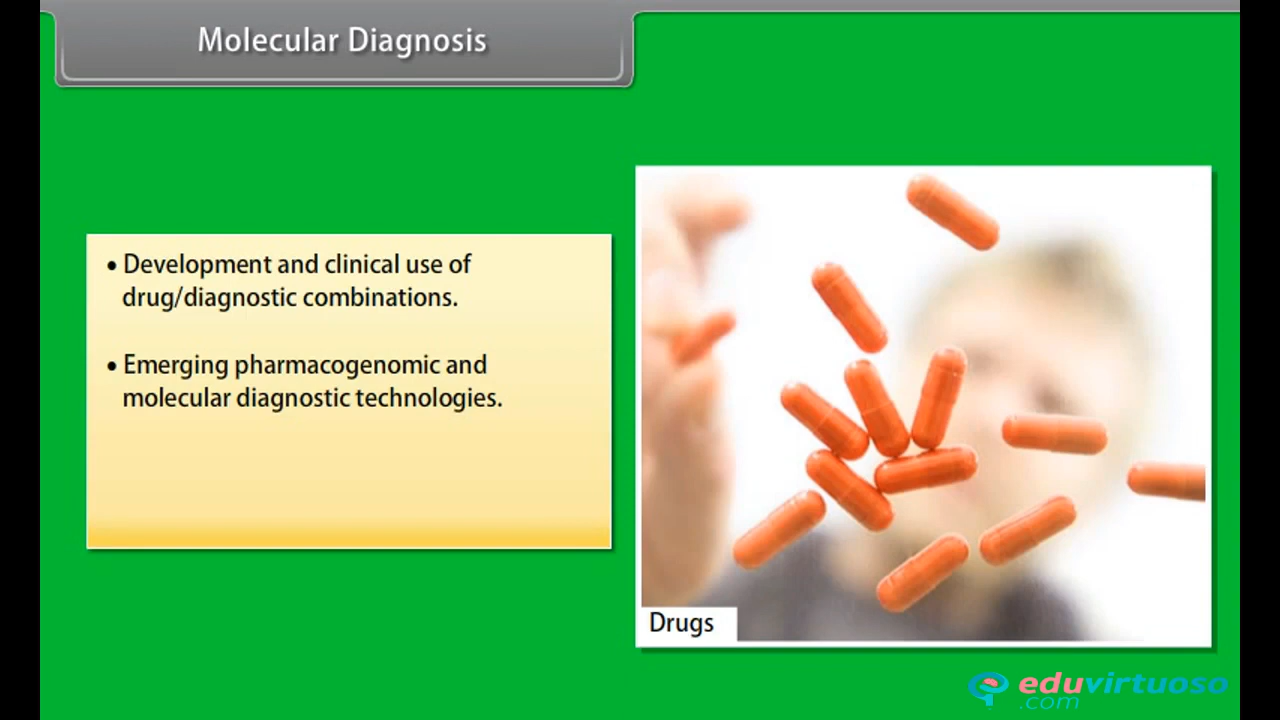 Molecular Diagnosis
• Development and clinical use of
drug/diagnostic combinations.
• Emerging pharmacogenomic and
molecular diagnostic technologies.
Drugs
eduvirtuoso
.com